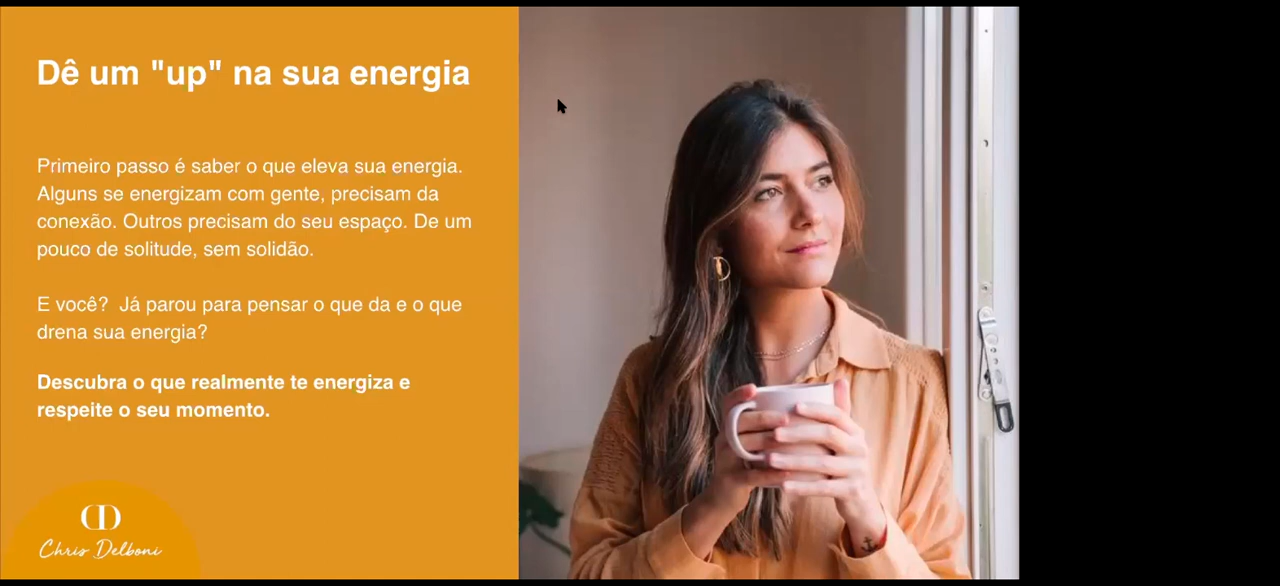 Dê um "up" na sua energia
Primeiro passo é saber o que eleva sua energia.
Alguns se energizam com gente, precisam da
conexão. Outros precisam do seu espaço. De um
pouco de solitude, sem solidão.
E você?  Já parou para pensar o que da e o que
drena sua energia?
Descubra o que realmente te energiza e
respeite o seu momento.
CD
Chris Delboni